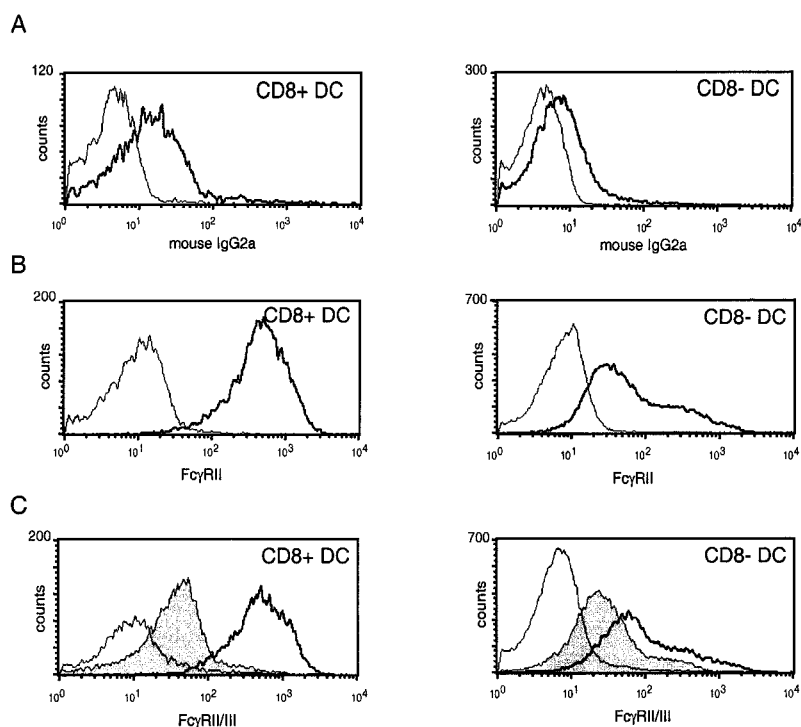 A
120
CD8+ DC
counts
10⁰ 10¹ 10² 10³ 10⁴
mouse IgG2a
300
CD8- DC
counts
10⁰ 10¹ 10² 10³ 10⁴
mouse IgG2a
B
200
CD8+ DC
counts
10⁰ 10¹ 10² 10³ 10⁴
FcγRII
700
CD8- DC
counts
10⁰ 10¹ 10² 10³ 10⁴
FcγRII
C
200
CD8+ DC
counts
10⁰ 10¹ 10² 10³ 10⁴
FcγRII/III
700
CD8- DC
counts
10⁰ 10¹ 10² 10³ 10⁴
FcγRII/III